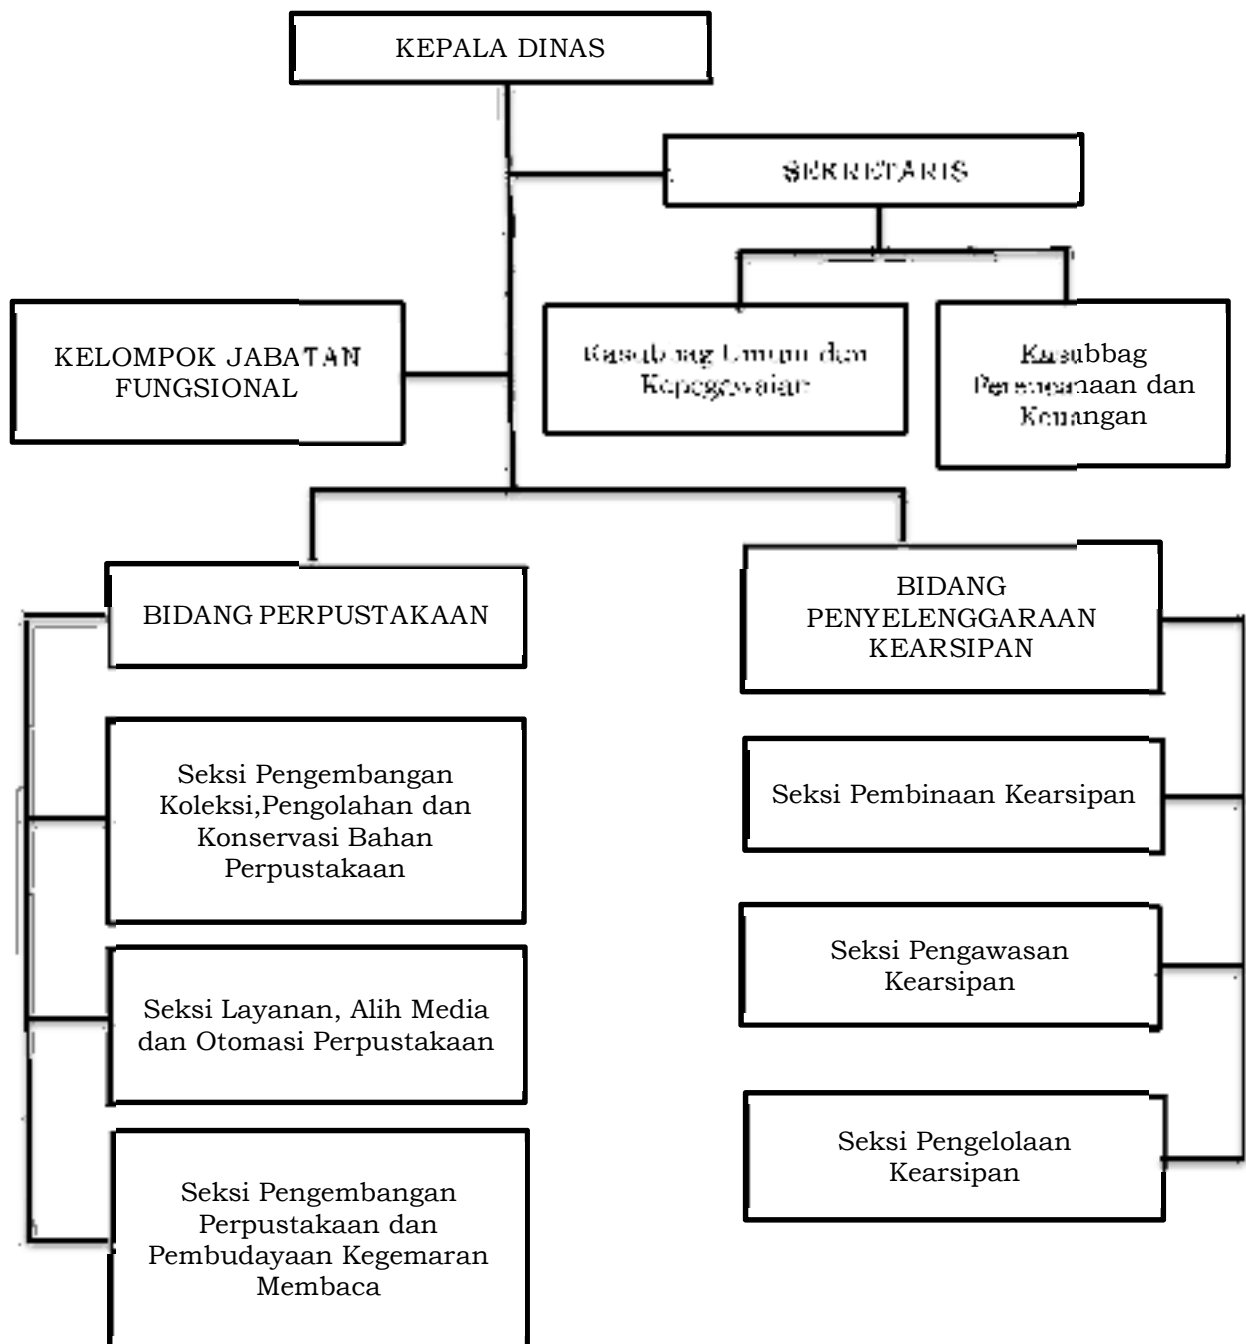 KEPALA DINAS
SEKRETARIS
KELOMPOK JABATAN
FUNGSIONAL
Kasubbag Umum dan
Kepegawaian
Kasubbag
Perencanaan dan
Keuangan
BIDANG PERPUSTAKAAN
BIDANG
PENYELENGGARAAN
KEARSIPAN
Seksi Pengembangan
Koleksi,Pengolahan dan
Konservasi Bahan
Perpustakaan
Seksi Pembinaan Kearsipan
Seksi Layanan, Alih Media
dan Otomasi Perpustakaan
Seksi Pengawasan
Kearsipan
Seksi Pengembangan
Perpustakaan dan
Pembudayaan Kegemaran
Membaca
Seksi Pengelolaan
Kearsipan